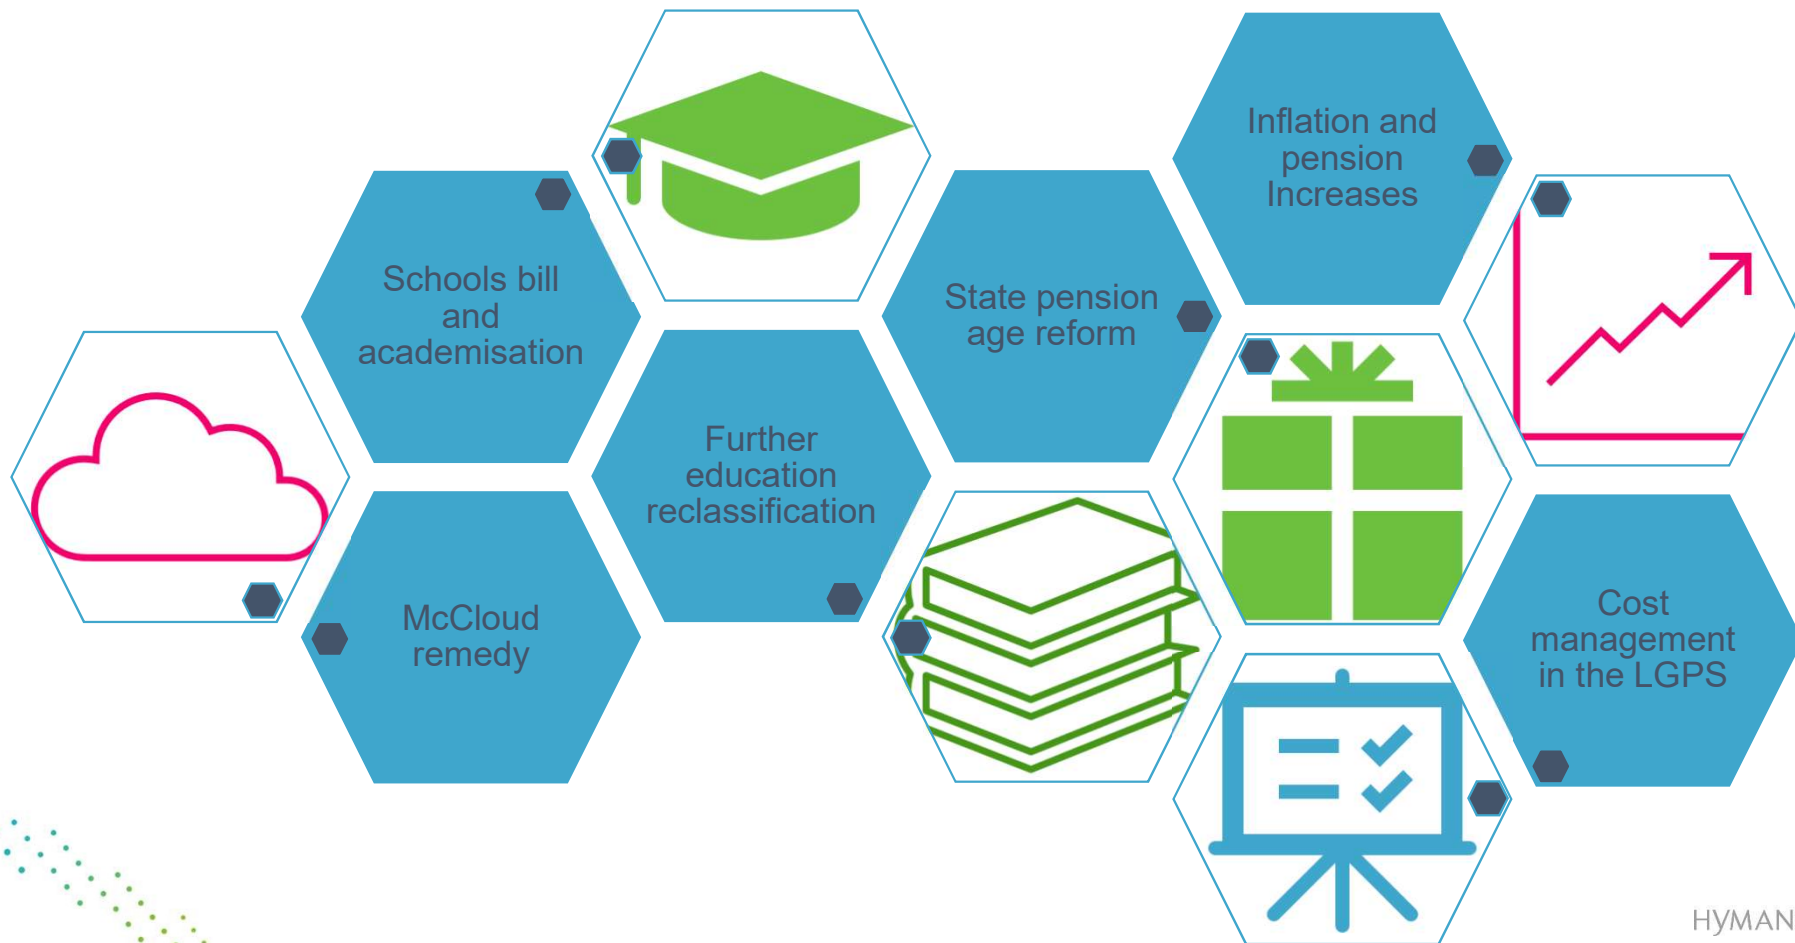 Inflation and
pension
Increases
Schools bill
and
academisation
State pension
age reform
Further
education
reclassification
McCloud
remedy
Cost
management
in the LGPS
HYMAN